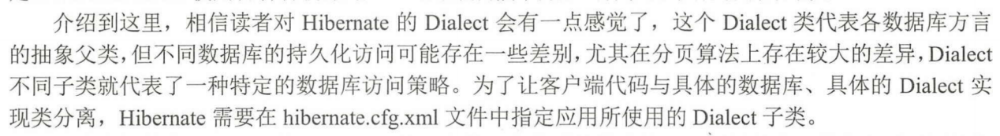 介绍到这里，相信读者对 Hibernate 的 Dialect 会有一点感觉了，这个 Dialect 类代表各数据库方言
的抽象父类，但不同数据库的持久化访问可能存在一些差别，尤其在分页算法上存在较大的差异，Dialect
不同子类就代表了一种特定的数据库访问策略。为了让客户端代码与具体的数据库、具体的 Dialect 实
现类分离，Hibernate 需要在 hibernate.cfg.xml 文件中指定应用所使用的 Dialect 子类。